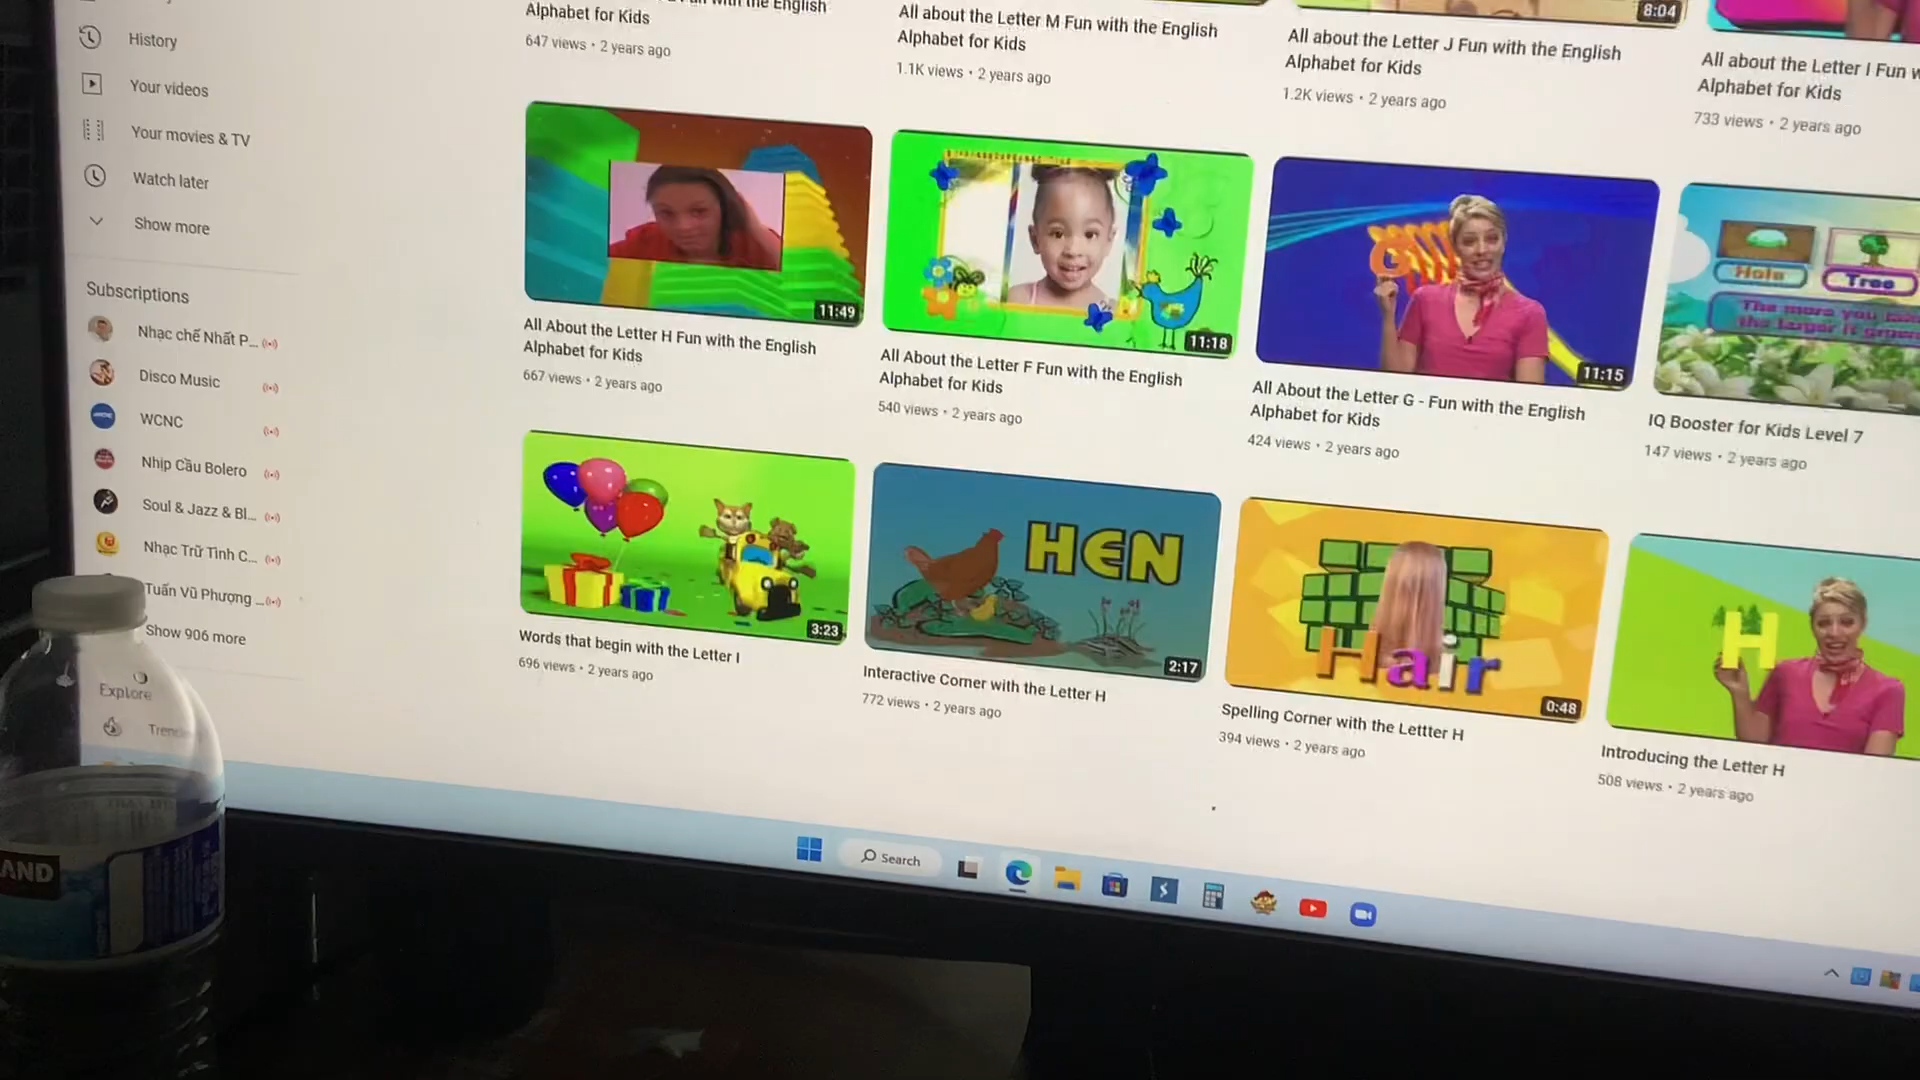 the English
Alphabet for Kids
647 views • 2 years ago
All about the Letter M Fun with the English
Alphabet for Kids
1.1K views • 2 years ago
8:04
All about the Letter J Fun with the English
Alphabet for Kids
1.2K views • 2 years ago
All about the Letter I Fun
Alphabet for Kids
733 views • 2 years ago
History
Your videos
Your movies & TV
Watch later
Show more
Subscriptions
Nhạc chế Nhất P...
Disco Music
WCNC
Nhịp Cầu Bolero
Soul & Jazz & Bl...
Nhạc Trữ Tình C...
Tuấn Vũ Phượng ...
Show 906 more
Explore
11:49
All About the Letter H Fun with the English
Alphabet for Kids
667 views • 2 years ago
11:18
All About the Letter F Fun with the English
Alphabet for Kids
540 views • 2 years ago
11:15
All About the Letter G - Fun with the English
Alphabet for Kids
424 views • 2 years ago
Hole
Tree
The more you take
the larger it grows
IQ Booster for Kids Level 7
147 views • 2 years ago
3:23
Words that begin with the Letter I
696 views • 2 years ago
HEN
2:17
Interactive Corner with the Letter H
772 views • 2 years ago
Hair
0:48
Spelling Corner with the Lettter H
394 views • 2 years ago
H
Introducing the Letter H
508 views • 2 years ago
Search
AND